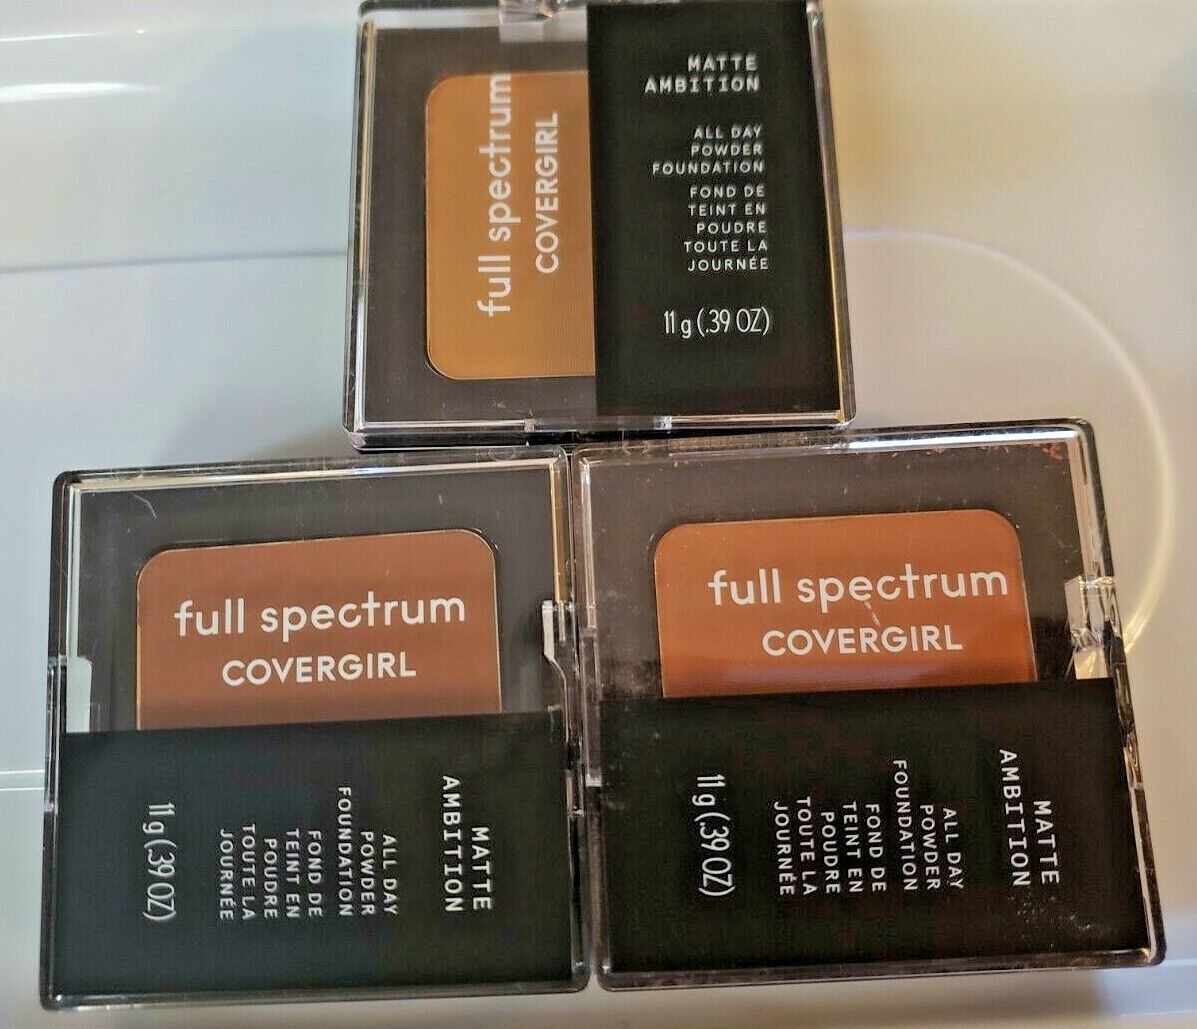 full spectrum
COVERGIRL
MATTE
AMBITION
ALL DAY
POWDER
FOUNDATION
FOND DE
TEINT EN
POUDRE
TOUTE LA
JOURNÉE
11 g (.39 OZ)
full spectrum
COVERGIRL
MATTE
AMBITION
ALL DAY
POWDER
FOUNDATION
FOND DE
TEINT EN
POUDRE
TOUTE LA
JOURNÉE
11 g (.39 OZ)
full spectrum
COVERGIRL
MATTE
AMBITION
ALL DAY
POWDER
FOUNDATION
FOND DE
TEINT EN
POUDRE
TOUTE LA
JOURNÉE
11 g (.39 OZ)